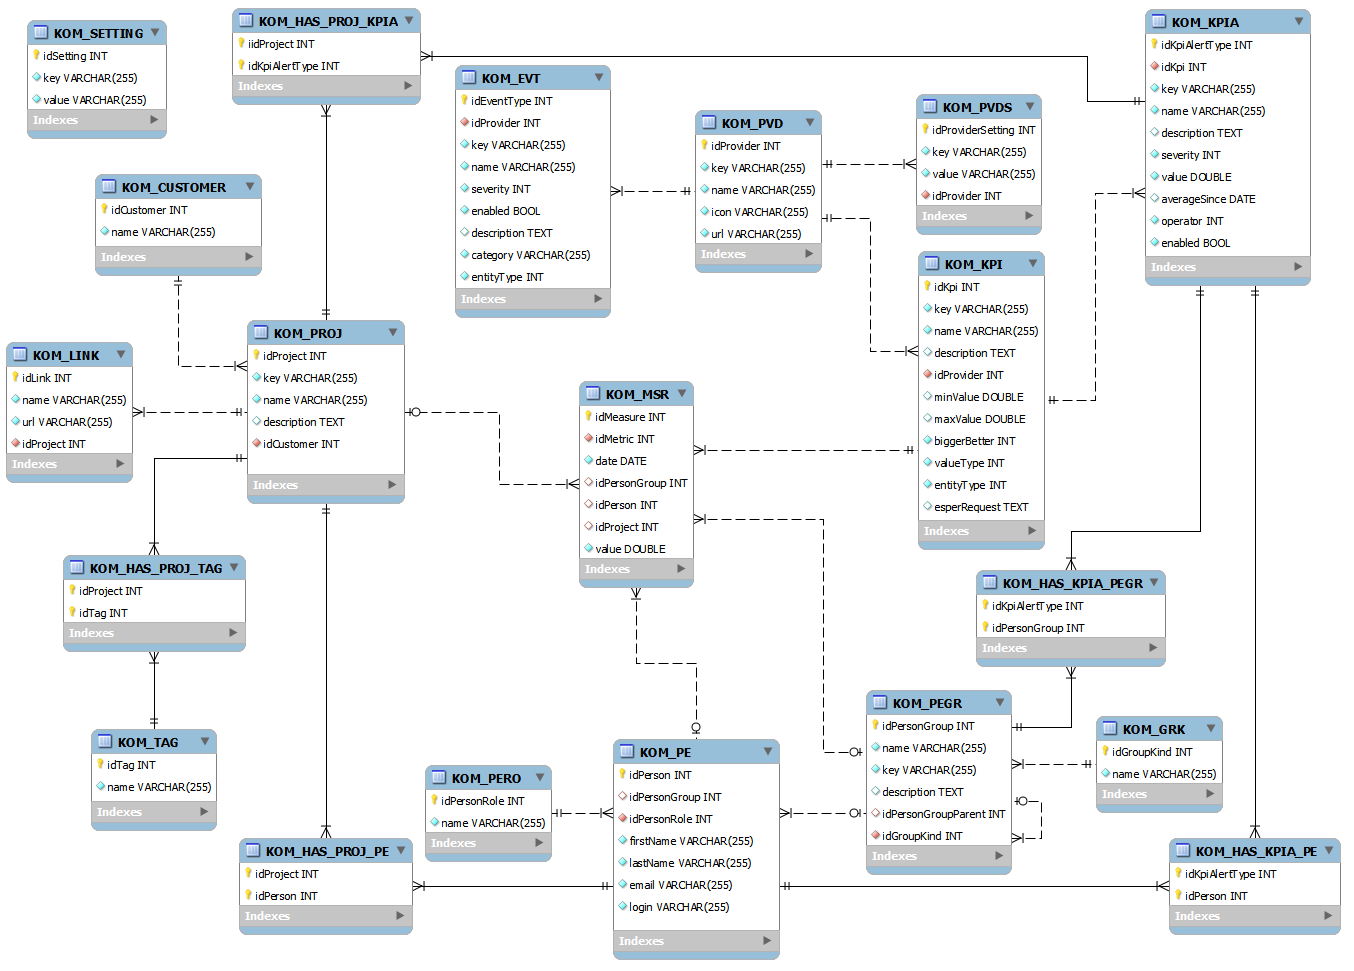 KOM_SETTING
idSetting INT
key VARCHAR(255)
value VARCHAR(255)
Indexes
KOM_HAS_PROJ_KPIA
iidProject INT
idKpiAlertType INT
Indexes
KOM_EVT
idEventType INT
idProvider INT
key VARCHAR(255)
name VARCHAR(255)
severity INT
enabled BOOL
description TEXT
category VARCHAR(255)
entityType INT
Indexes
KOM_PVD
idProvider INT
key VARCHAR(255)
name VARCHAR(255)
icon VARCHAR(255)
url VARCHAR(255)
Indexes
KOM_PVDS
idProviderSetting INT
key VARCHAR(255)
value VARCHAR(255)
idProvider INT
Indexes
KOM_KPIA
idKpiAlertType INT
idKpi INT
key VARCHAR(255)
name VARCHAR(255)
description TEXT
severity INT
value DOUBLE
averageSince DATE
operator INT
enabled BOOL
Indexes
KOM_CUSTOMER
idCustomer INT
name VARCHAR(255)
Indexes
KOM_KPI
idKpi INT
key VARCHAR(255)
name VARCHAR(255)
description TEXT
idProvider INT
minValue DOUBLE
maxValue DOUBLE
biggerBetter INT
valueType INT
entityType INT
esperRequest TEXT
Indexes
KOM_LINK
idLink INT
name VARCHAR(255)
url VARCHAR(255)
idProject INT
Indexes
KOM_PROJ
idProject INT
key VARCHAR(255)
name VARCHAR(255)
description TEXT
idCustomer INT
Indexes
KOM_MSR
idMeasure INT
idMetric INT
date DATE
idPersonGroup INT
idPerson INT
idProject INT
value DOUBLE
Indexes
KOM_HAS_PROJ_TAG
idProject INT
idTag INT
Indexes
KOM_HAS_KPIA_PEGR
idKpiAlertType INT
idPersonGroup INT
Indexes
KOM_TAG
idTag INT
name VARCHAR(255)
Indexes
KOM_PERO
idPersonRole INT
name VARCHAR(255)
Indexes
KOM_PE
idPerson INT
idPersonGroup INT
idPersonRole INT
firstName VARCHAR(255)
lastName VARCHAR(255)
email VARCHAR(255)
login VARCHAR(255)
Indexes
KOM_PEGR
idPersonGroup INT
name VARCHAR(255)
key VARCHAR(255)
description TEXT
idPersonGroupParent INT
idGroupKind INT
Indexes
KOM_GRK
idGroupKind INT
name VARCHAR(255)
Indexes
KOM_HAS_PROJ_PE
idProject INT
idPerson INT
Indexes
KOM_HAS_KPIA_PE
idKpiAlertType INT
idPerson INT
Indexes